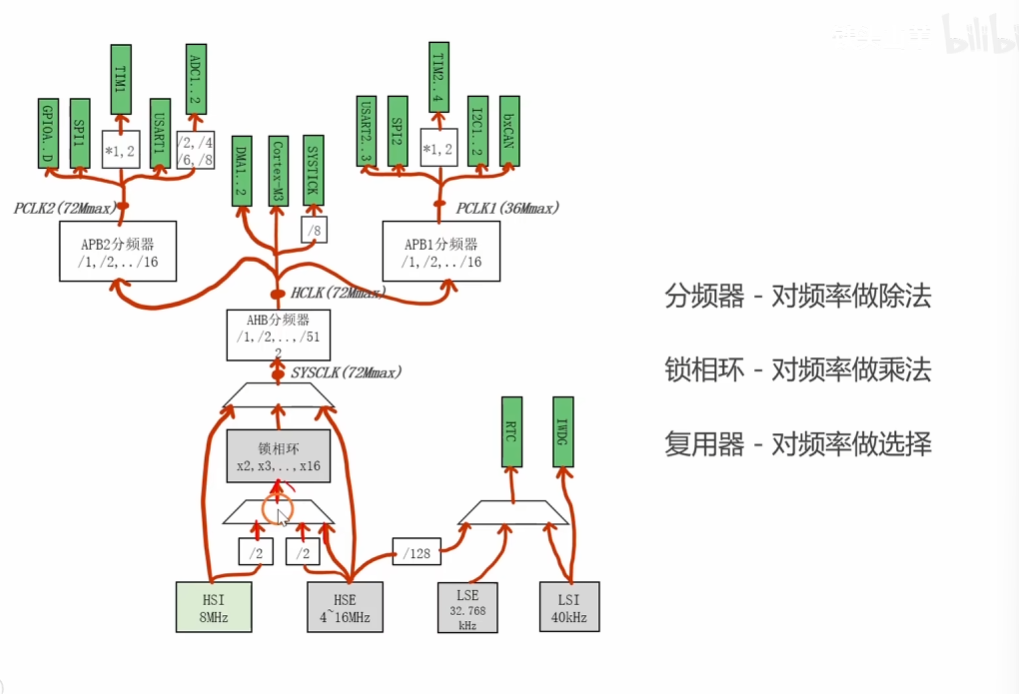 bilibi
TIM1
ADC1..2
TIM2..4
GPIOA..D
SPI1
*1,2
USART1
/2,/4
/6,/8
USART2..3
SPI2
*1,2
I2C1..2
bxCAN
DMA1..2
Cortex-M3
SYSTICK
PCLK2(72Mmax)
PCLK1(36Mmax)
/8
APB2分频器
/1,/2,../16
APB1分频器
/1,/2,../16
HCLK(72Mmax)
分频器 - 对频率做除法
AHB分频器
/1,/2,..,/51
2
SYSCLK(72Mmax)
锁相环 - 对频率做乘法
RTC
IWDG
锁相环
x2,x3,..,x16
复用器 - 对频率做选择
/2
/2
/128
HSI
8MHz
HSE
4~16MHz
LSE
32.768
kHz
LSI
40kHz